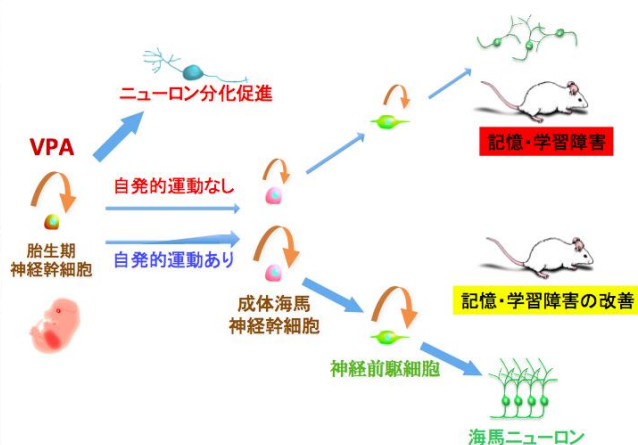 ニューロン分化促進
VPA
自発的運動なし
胎生期
神経幹細胞
自発的運動あり
成体海馬
神経幹細胞
神経前駆細胞
記憶・学習障害
記憶・学習障害の改善
海馬ニューロン